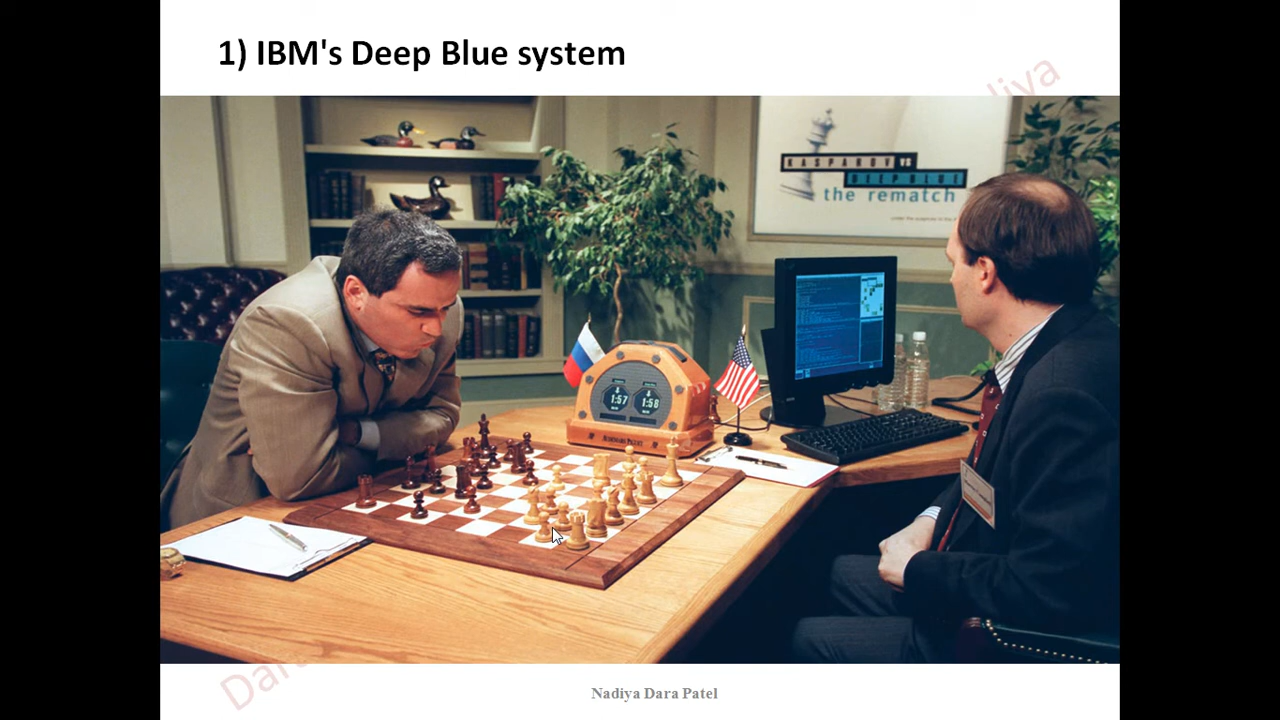 1) IBM's Deep Blue system
KASPAROV VS
DEEP BLUE
the rematch
1:57 1:58
Nadiya Dara Patel